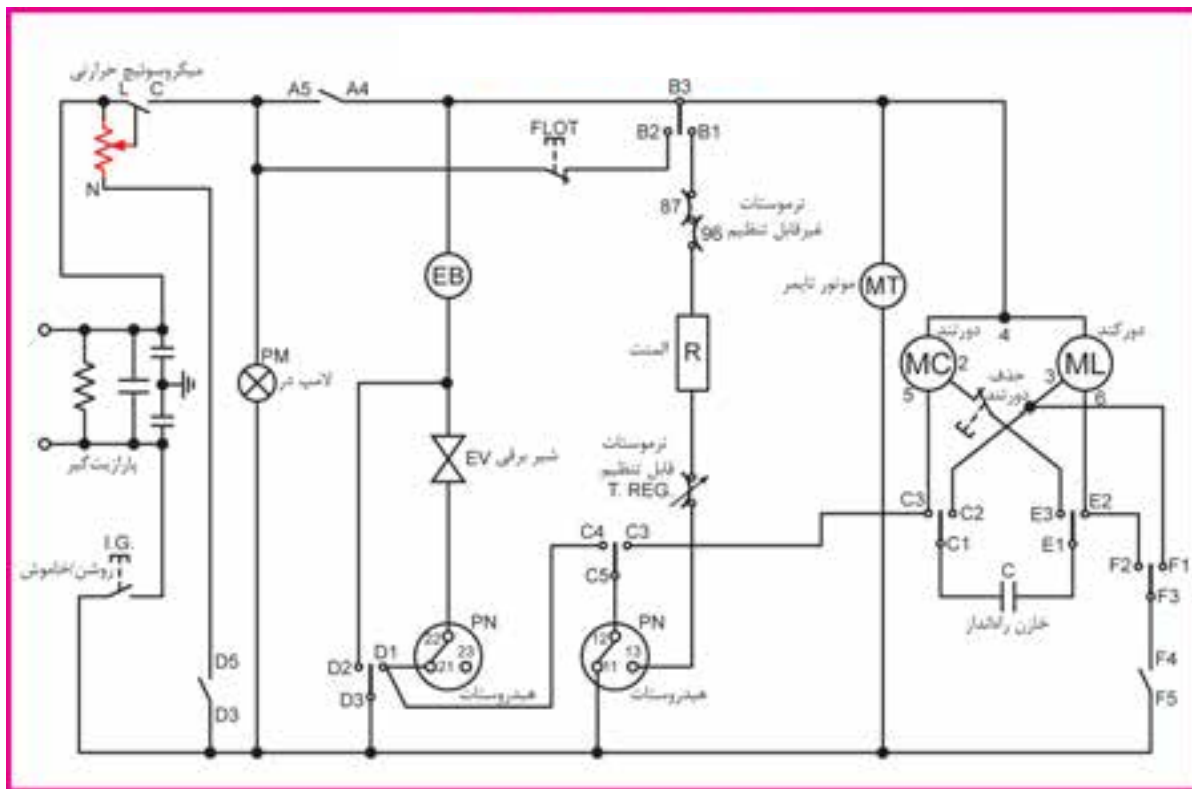 میکروسوئیچ حرارتی
L C
A5 A4
B3
FLOT
B2 B1
N
87
ترموستات
غیرقابل تنظیم
96
EB
موتور تایمر
MT
4
دورتند
دورکند
PM
لامپ در
المنت
R
MC
2
حذف
دورتند
3
ML
5
6
پارازیت‌گیر
شیر برقی EV
ترموستات
قابل تنظیم
T. REG.
C3 C2 E3 E2
C4 C3
C1 E1
I.G.
روشن/خاموش
C5
C
F2 F1
F3
خازن راه‌انداز
PN
22
21 23
PN
12
11 13
D5
D2 D1
F4
D3
D3
هیدروستات
هیدروستات
F5